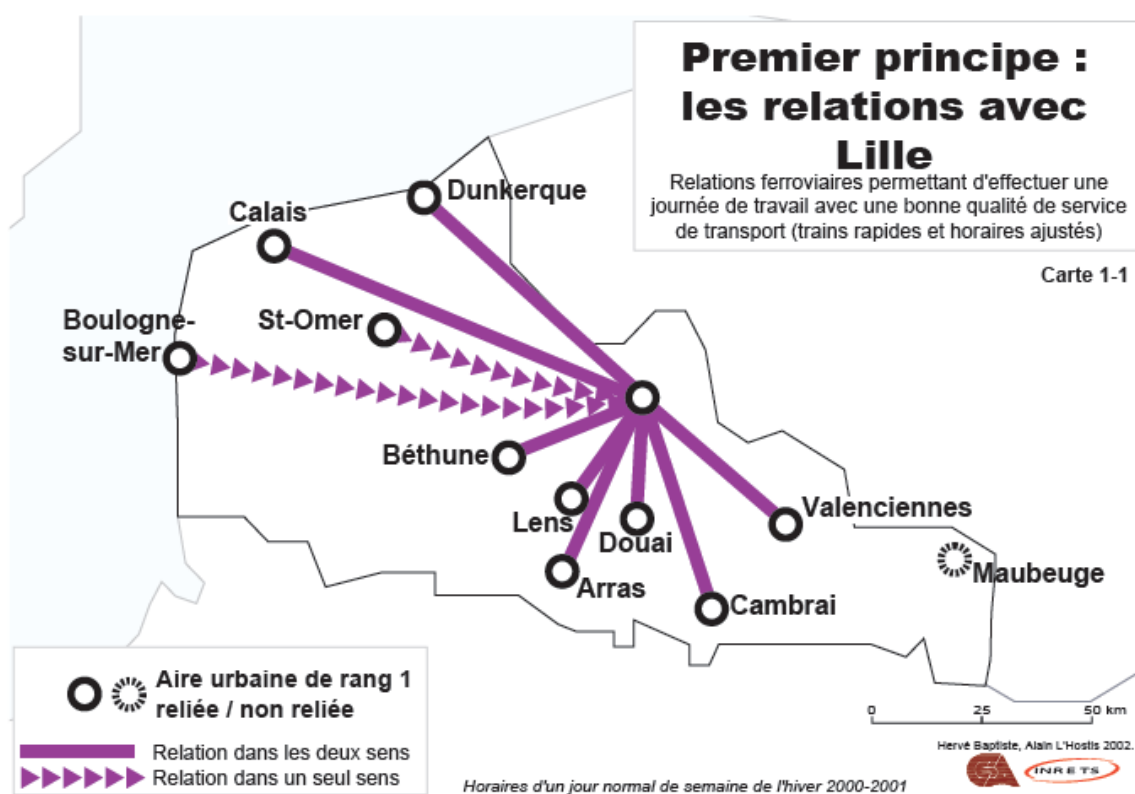 Premier principe :
les relations avec
Lille
Relations ferroviaires permettant d'effectuer une
journée de travail avec une bonne qualité de service
de transport (trains rapides et horaires ajustés)
Carte 1-1
Dunkerque
Calais
St-Omer
Boulogne-
sur-Mer
Béthune
Lens
Douai
Valenciennes
Maubeuge
Arras
Cambrai
Aire urbaine de rang 1
reliée / non reliée
Relation dans les deux sens
Relation dans un seul sens
0 25 50 km
Hervé Baptiste, Alain L'Hostis 2002.
INRETS
Horaires d'un jour normal de semaine de l'hiver 2000-2001